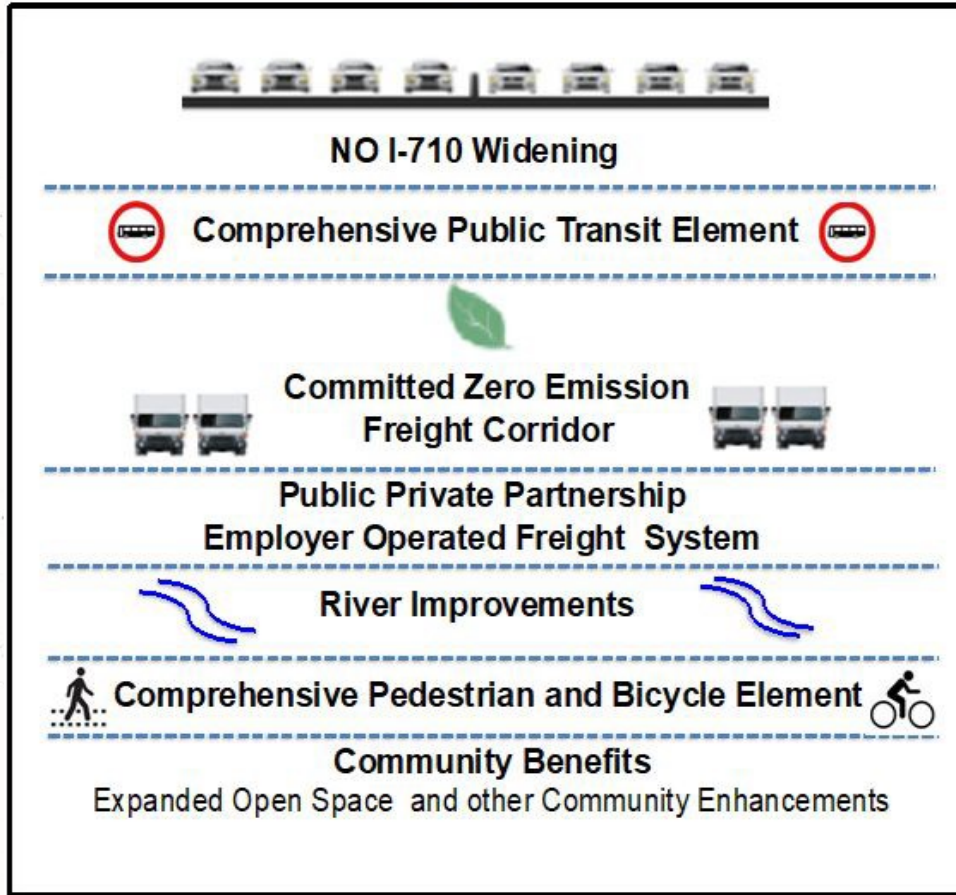 NO I-710 Widening
Comprehensive Public Transit Element
Committed Zero Emission
Freight Corridor
Public Private Partnership
Employer Operated Freight System
River Improvements
Comprehensive Pedestrian and Bicycle Element
Community Benefits
Expanded Open Space and other Community Enhancements